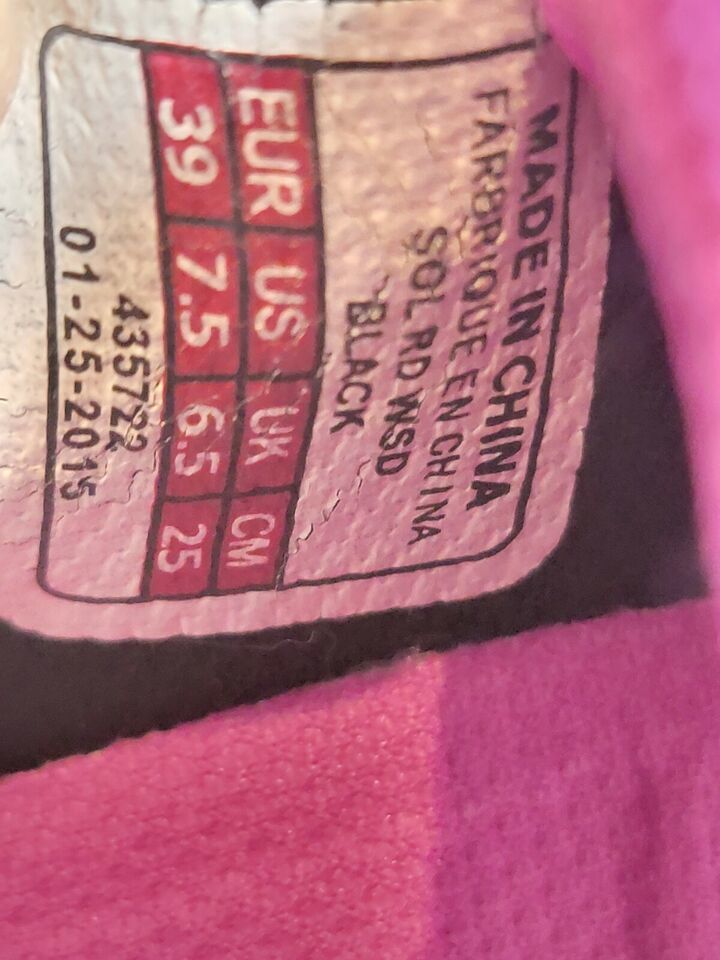 MADE IN CHINA
FARBRIQUE EN CHINA
SOL RD WSD
BLACK
EUR US UK CM
39 7.5 6.5 25
435722
01-25-2015